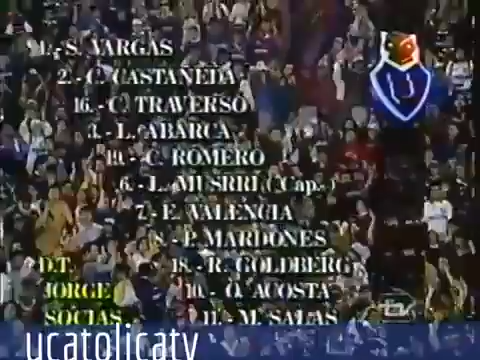 1.- S. VARGAS
2.- C. CASTAÑEDA
16.- C. TRAVERSO
3.- L. ABARCA
19.- C. ROMERO
6.- L. MUSRRI (Cap.)
7.- E. VALENCIA
8.- P. MARDONES
D.T. 18.- R. GOLDBERG
JORGE 10.- O. ACOSTA
SOCIAS 11.- M. SALAS
U
tv
ucatolicatv